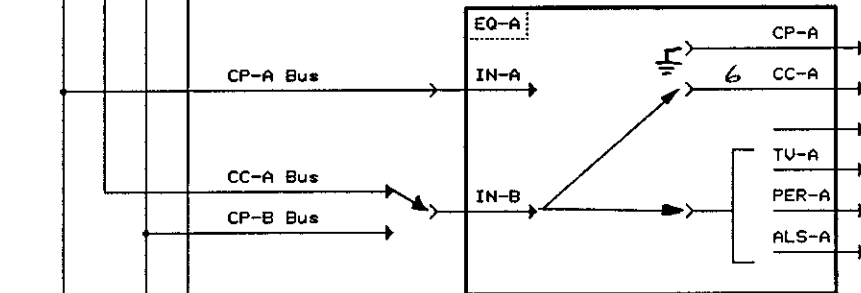 EQ-A
CP-A
CP-A Bus
IN-A
6
CC-A
TV-A
CC-A Bus
IN-B
PER-A
CP-B Bus
ALS-A